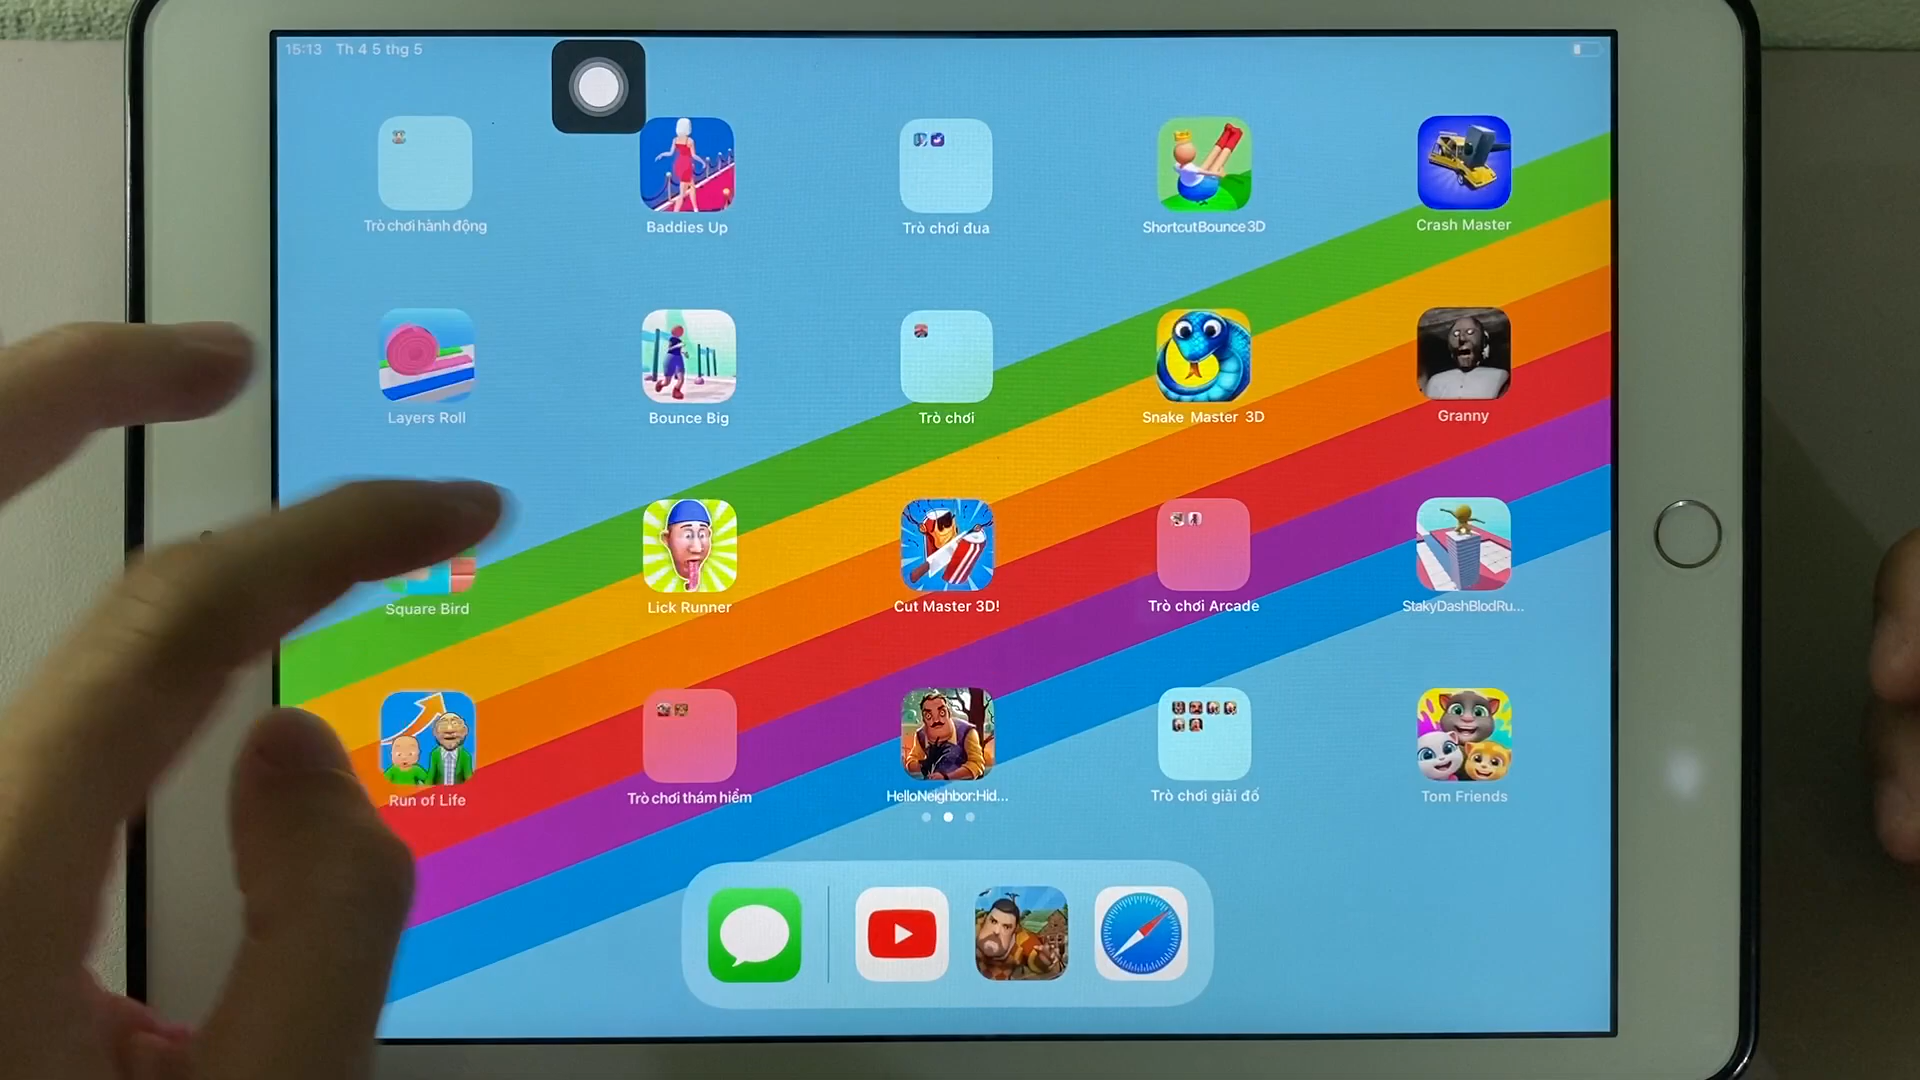 15:13 Th 4 5 thg 5
Trò chơi hành động
Baddies Up
Trò chơi đua
ShortcutBounce3D
Crash Master
Layers Roll
Bounce Big
Trò chơi
Snake Master 3D
Granny
Square Bird
Lick Runner
Cut Master 3D!
Trò chơi Arcade
StakyDashBlodRu...
Run of Life
Trò chơi thám hiểm
HelloNeighbor:Hid...
Trò chơi giải đố
Tom Friends